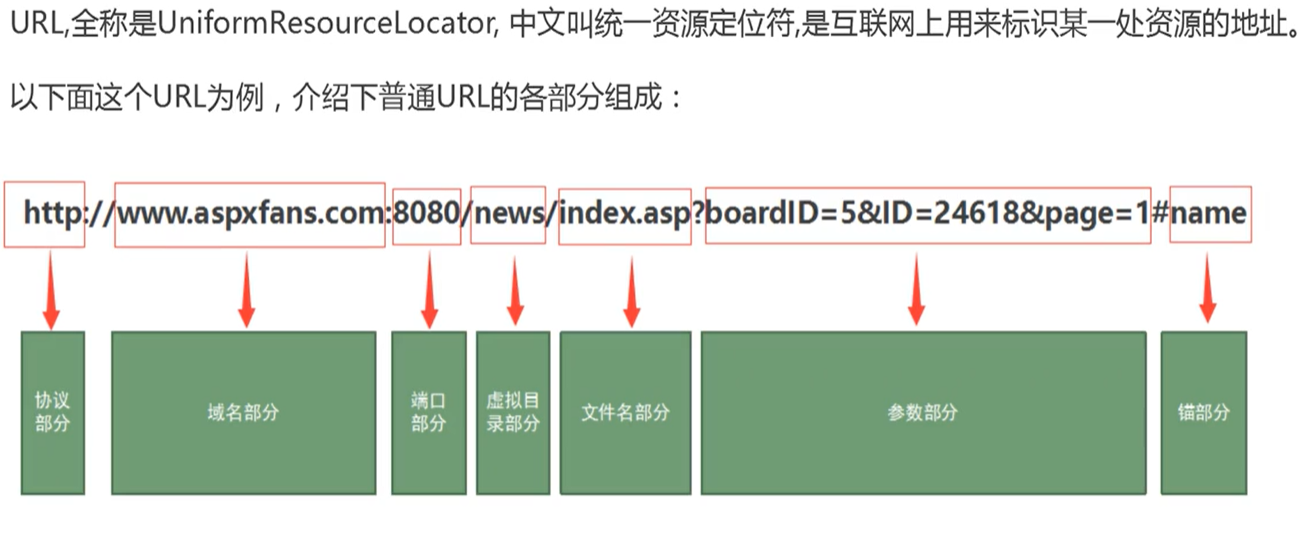 URL,全称是UniformResourceLocator, 中文叫统一资源定位符,是互联网上用来标识某一处资源的地址。
以下面这个URL为例，介绍下普通URL的各部分组成：
http://www.aspxfans.com:8080/news/index.asp?boardID=5&ID=24618&page=1#name
协议
部分
域名部分
端口
部分
虚拟目
录部分
文件名部分
参数部分
锚部分